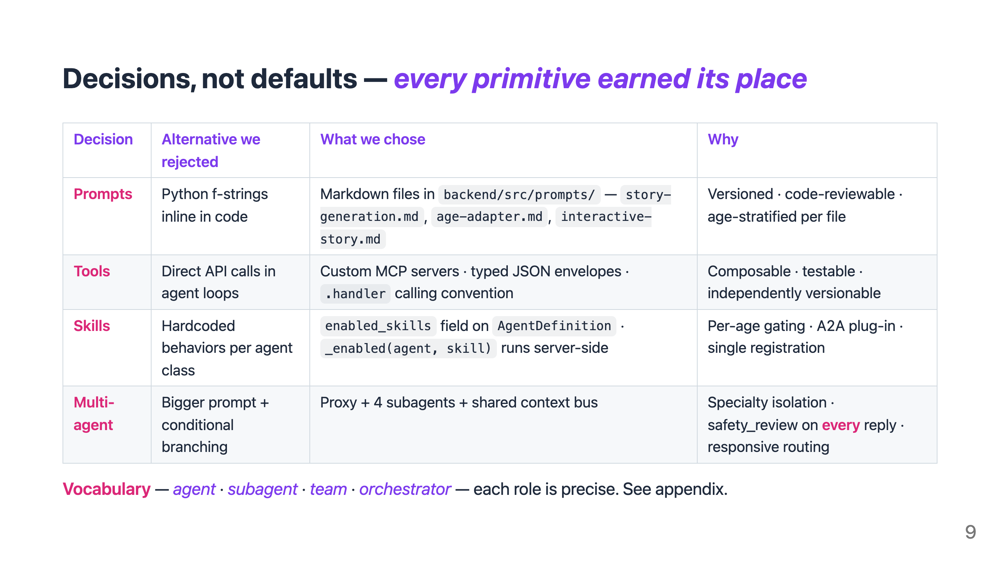 Decisions, not defaults — every primitive earned its place
Decision
Alternative we
rejected
What we chose
Why
Prompts
Python f-strings
inline in code
Markdown files in backend/src/prompts/ — story-
generation.md, age-adapter.md, interactive-
story.md
Versioned · code-reviewable ·
age-stratified per file
Tools
Direct API calls in
agent loops
Custom MCP servers · typed JSON envelopes ·
.handler calling convention
Composable · testable ·
independently versionable
Skills
Hardcoded
behaviors per agent
class
enabled_skills field on AgentDefinition ·
_enabled(agent, skill) runs server-side
Per-age gating · A2A plug-in ·
single registration
Multi-
agent
Bigger prompt +
conditional
branching
Proxy + 4 subagents + shared context bus
Specialty isolation ·
safety_review on every reply ·
responsive routing
Vocabulary — agent · subagent · team · orchestrator — each role is precise. See appendix.
9